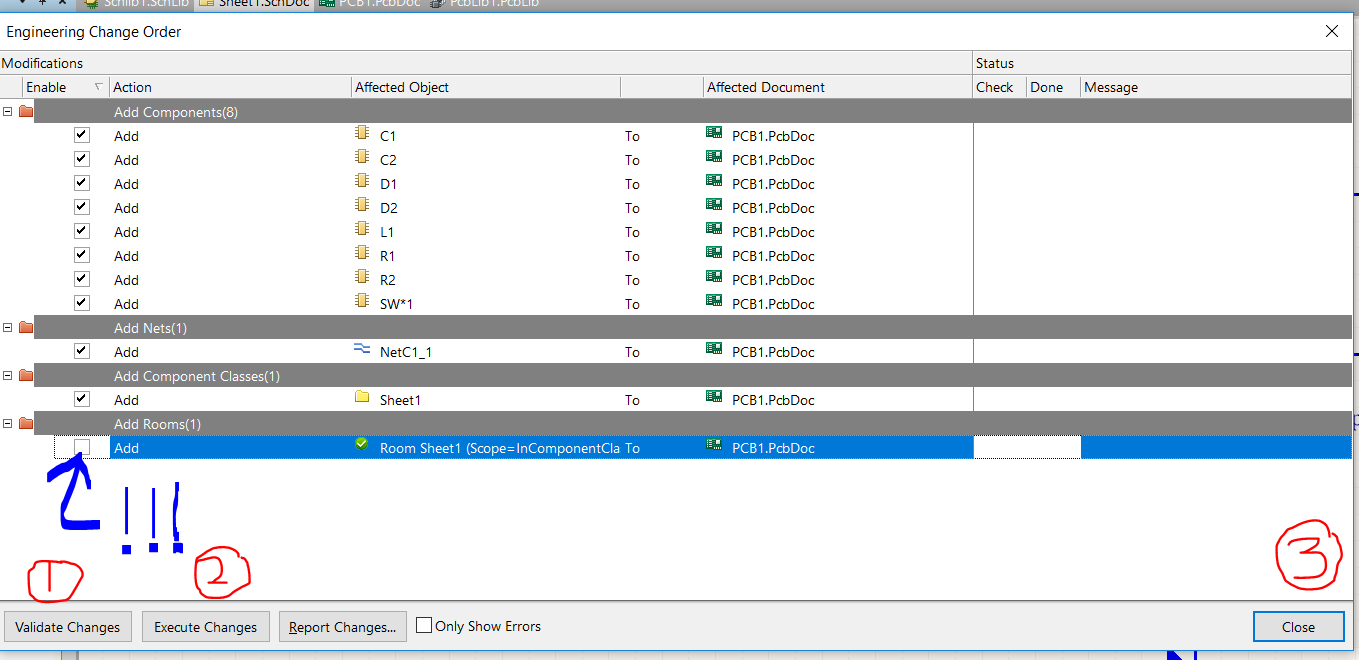 Schlib1.SchLib Sheet1.SchDoc PCB1.PcbDoc PcbLib1.PcbLib
Engineering Change Order
Modifications Status
Enable Action Affected Object Affected Document Check Done Message
Add Components(8)
Add C1 To PCB1.PcbDoc
Add C2 To PCB1.PcbDoc
Add D1 To PCB1.PcbDoc
Add D2 To PCB1.PcbDoc
Add L1 To PCB1.PcbDoc
Add R1 To PCB1.PcbDoc
Add R2 To PCB1.PcbDoc
Add SW*1 To PCB1.PcbDoc
Add Nets(1)
Add NetC1_1 To PCB1.PcbDoc
Add Component Classes(1)
Add Sheet1 To PCB1.PcbDoc
Add Rooms(1)
Add Room Sheet1 (Scope=InComponentCla To PCB1.PcbDoc
!!!
1 2 3
Validate Changes Execute Changes Report Changes... Only Show Errors Close